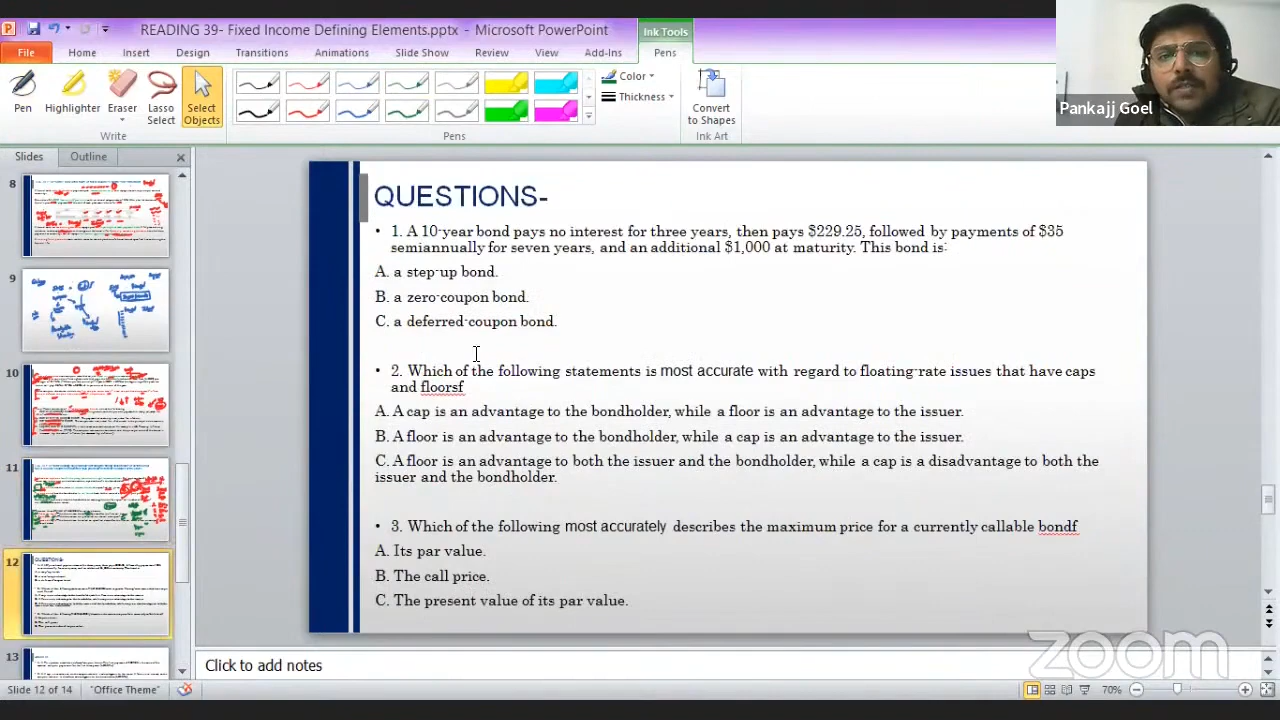 READING 39- Fixed Income Defining Elements.pptx - Microsoft PowerPoint
Ink Tools
File Home Insert Design Transitions Animations Slide Show Review View Add-Ins Pens
Pen Highlighter Eraser Lasso Select Select Objects
Color
Thickness
Convert to Shapes
Write Pens Ink Art
Pankajj Goel
Slides Outline
8
9
10
11
12
13
QUESTIONS-
• 1. A 10-year bond pays no interest for three years, then pays $229.25, followed by payments of $35
semiannually for seven years, and an additional $1,000 at maturity. This bond is:
A. a step-up bond.
B. a zero-coupon bond.
C. a deferred-coupon bond.
• 2. Which of the following statements is most accurate with regard to floating-rate issues that have caps
and floorsf
A. A cap is an advantage to the bondholder, while a floor is an advantage to the issuer.
B. A floor is an advantage to the bondholder, while a cap is an advantage to the issuer.
C. A floor is an advantage to both the issuer and the bondholder, while a cap is a disadvantage to both the
issuer and the bondholder.
• 3. Which of the following most accurately describes the maximum price for a currently callable bondf
A. Its par value.
B. The call price.
C. The present value of its par value.
Click to add notes
zoom
Slide 12 of 14 "Office Theme" 70%